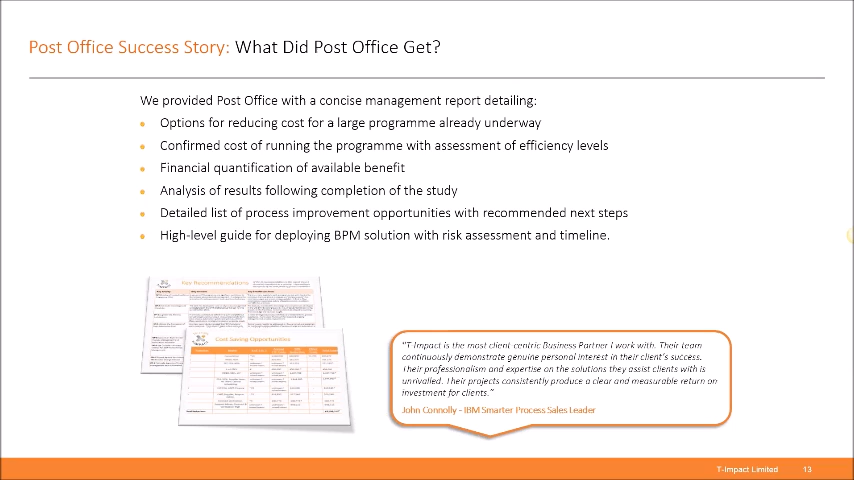 Post Office Success Story: What Did Post Office Get?
We provided Post Office with a concise management report detailing:
Options for reducing cost for a large programme already underway
Confirmed cost of running the programme with assessment of efficiency levels
Financial quantification of available benefit
Analysis of results following completion of the study
Detailed list of process improvement opportunities with recommended next steps
High-level guide for deploying BPM solution with risk assessment and timeline.
Key Recommendations
Cost Saving Opportunities
"T-Impact is the most client-centric Business Partner I work with. Their team
continuously demonstrate genuine personal interest in their client's success.
Their professionalism and expertise on the solutions they assist clients with is
unrivalled. Their projects consistently produce a clear and measurable return on
investment for clients."
John Connolly - IBM Smarter Process Sales Leader
T-Impact Limited 13